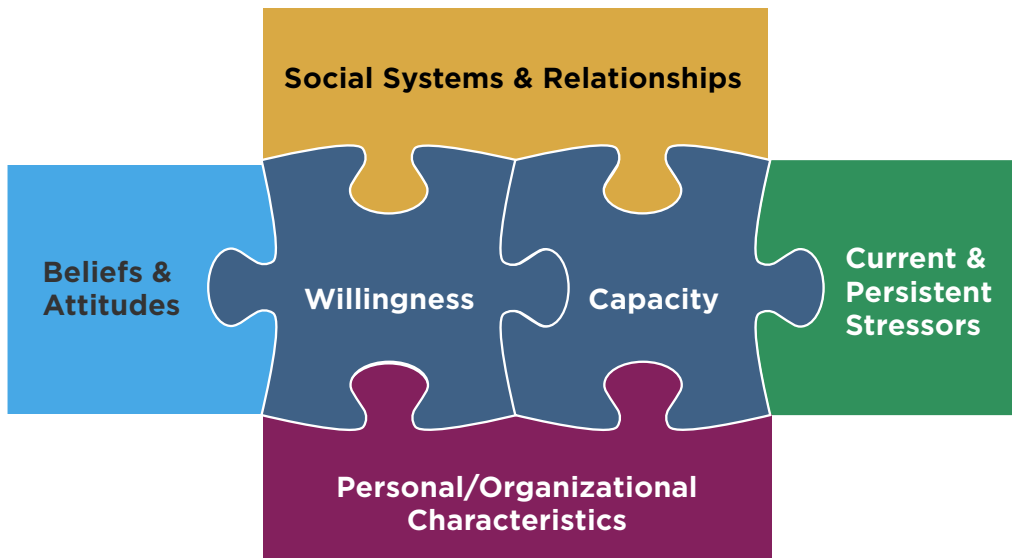 Social Systems & Relationships
Beliefs &
Attitudes
Willingness
Capacity
Current &
Persistent
Stressors
Personal/Organizational
Characteristics